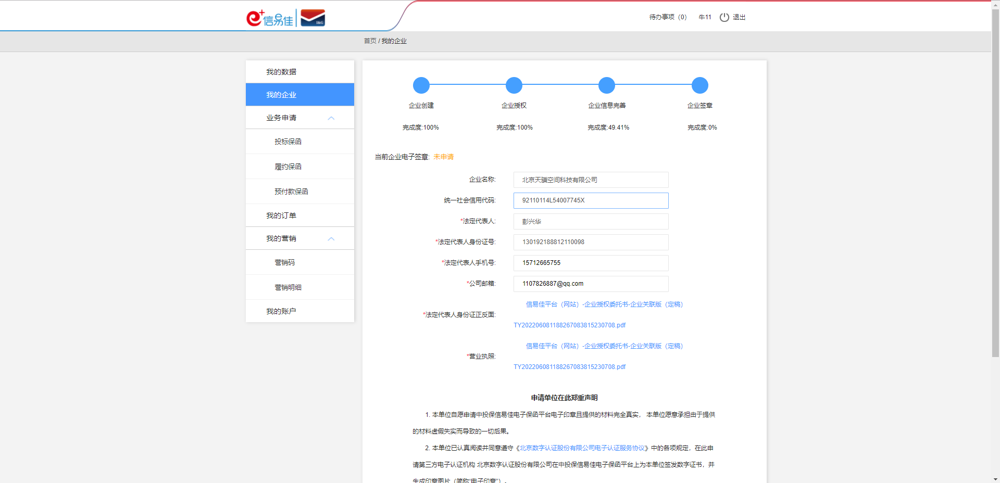 信易佳 I&G
待办事项（0） 牛11 退出
首页 / 我的企业
我的数据
我的企业
业务申请
投标保函
履约保函
预付款保函
我的订单
我的营销
营销码
营销明细
我的账户
企业创建 企业授权 企业信息完善 企业签章
完成度:100% 完成度:100% 完成度:49.41% 完成度:0%
当前企业电子签章: 未申请
企业名称: 北京天骥空间科技有限公司
统一社会信用代码: 92110114L54007745X
*法定代表人: 彭兴华
*法定代表人身份证号: 130192188812110098
*法定代表人手机号: 15712665755
*公司邮箱: 1107826887@qq.com
*法定代表人身份证正反面: 信易佳平台（网站）-企业授权委托书-企业关联版（定稿）
TY202206081188267083815230708.pdf
*营业执照: 信易佳平台（网站）-企业授权委托书-企业关联版（定稿）
TY202206081188267083815230708.pdf
申请单位在此郑重声明
1. 本单位自愿申请中投保信易佳电子保函平台电子印章且提供的材料完全真实， 本单位愿意承担由于提供
的材料虚假失实而导致的一切后果。
2. 本单位已认真阅读并同意遵守《北京数字认证股份有限公司电子认证服务协议》中的各项规定，在此申
请第三方电子认证机构 北京数字认证股份有限公司在中投保信易佳电子保函平台上为本单位签发数字证书，并
生成印章图片（简称“电子印章”）。